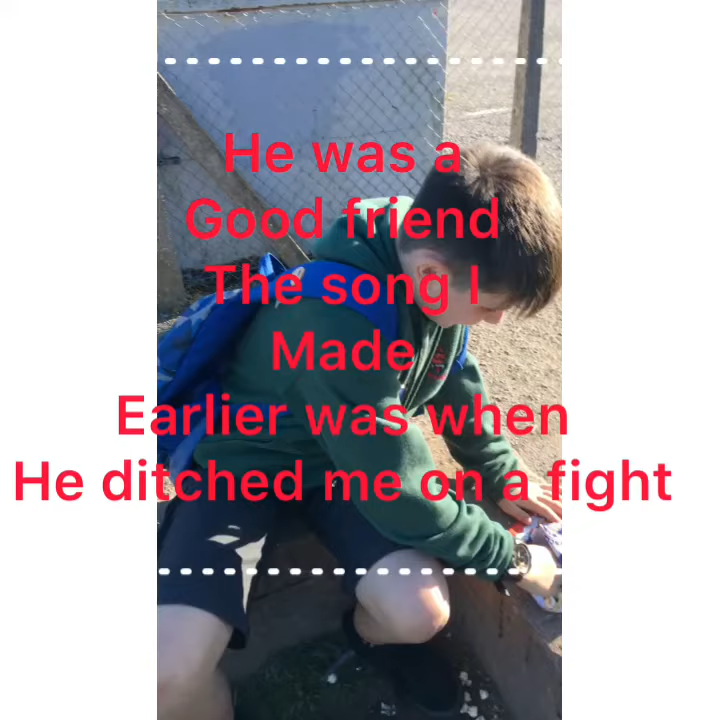 He was a
Good friend
The song I
Made
Earlier was when
He ditched me on a fight